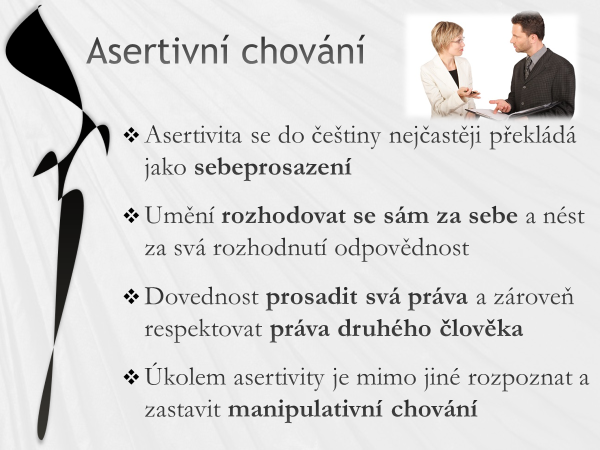 Asertivní chování
❖ Asertivita se do češtiny nejčastěji překládá
jako sebeprosazení
❖ Umění rozhodovat se sám za sebe a nést
za svá rozhodnutí odpovědnost
❖ Dovednost prosadit svá práva a zároveň
respektovat práva druhého člověka
❖ Úkolem asertivity je mimo jiné rozpoznat a
zastavit manipulativní chování